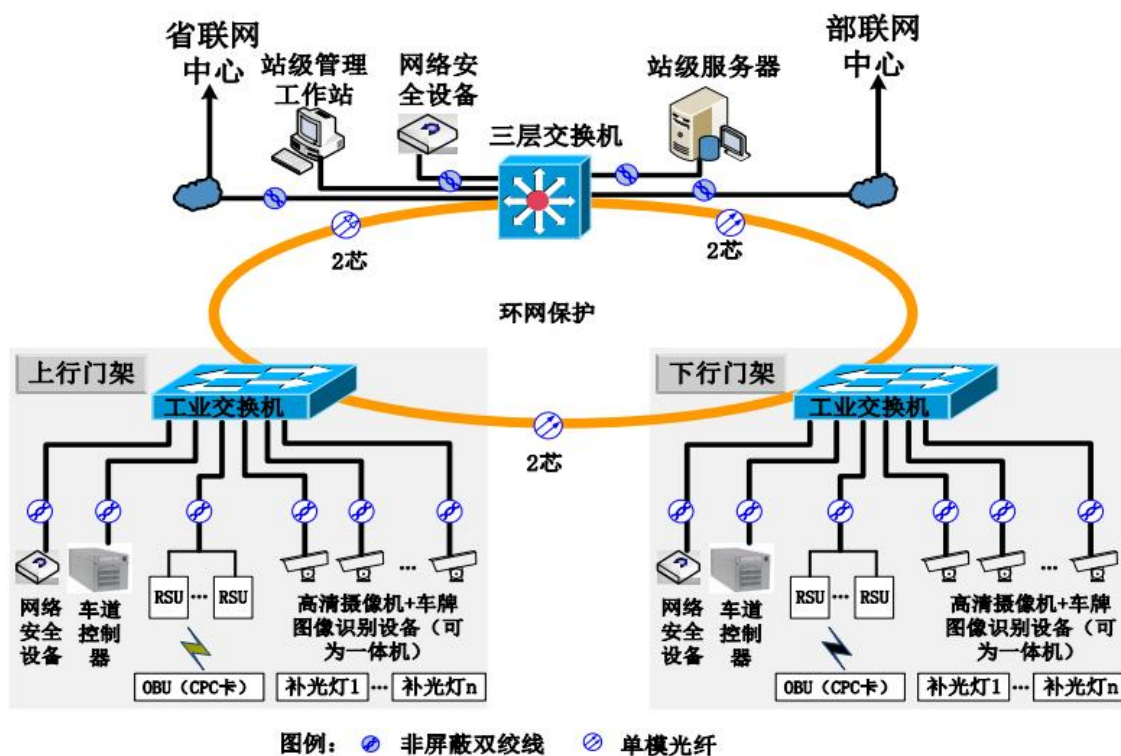 省联网
中心
部联网
中心
站级管理
工作站
网络安
全设备
站级服务器
三层交换机
2芯
2芯
环网保护
上行门架
工业交换机
下行门架
工业交换机
2芯
网络
安全
设备
车道
控制
器
RSU
...
RSU
...
高清摄像机+车牌
图像识别设备（可
为一体机）
OBU（CPC卡）
补光灯1
...
补光灯n
网络
安全
设备
车道
控制
器
RSU
...
RSU
...
高清摄像机+车牌
图像识别设备（可
为一体机）
OBU（CPC卡）
补光灯1
...
补光灯n
图例： 非屏蔽双绞线 单模光纤